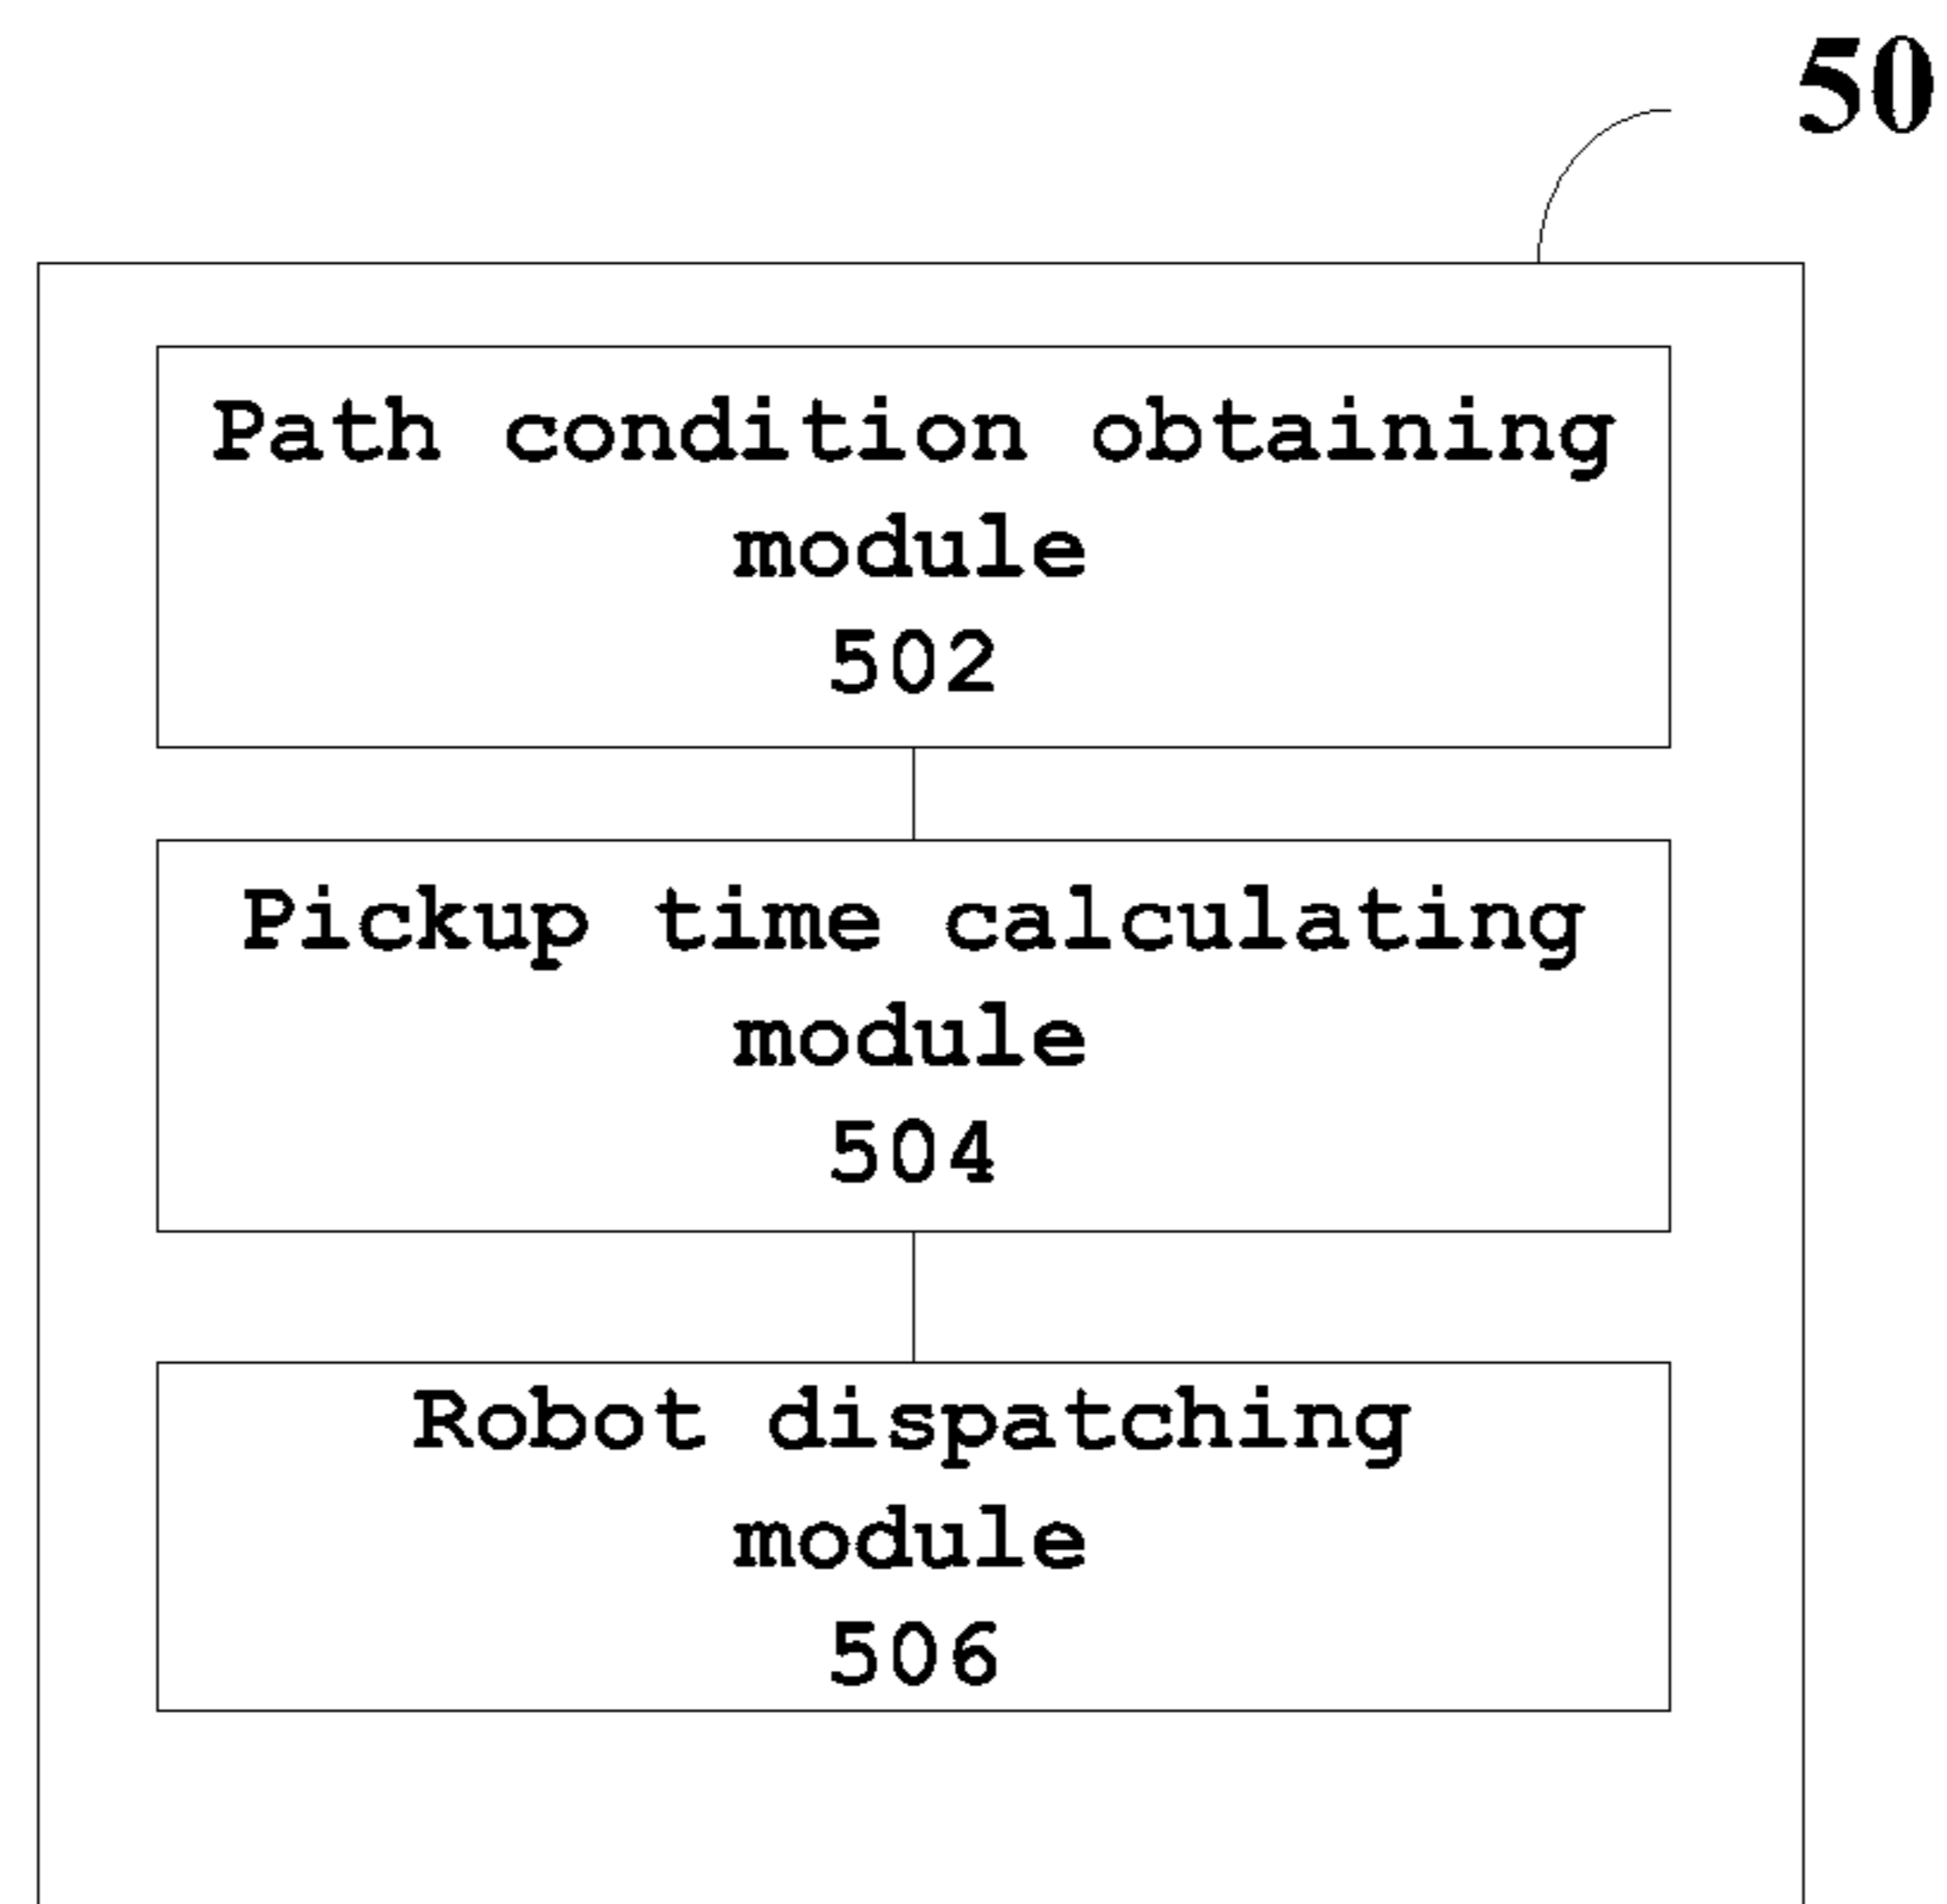 50
Path condition obtaining
module
502
Pickup time calculating
module
504
Robot dispatching
module
506